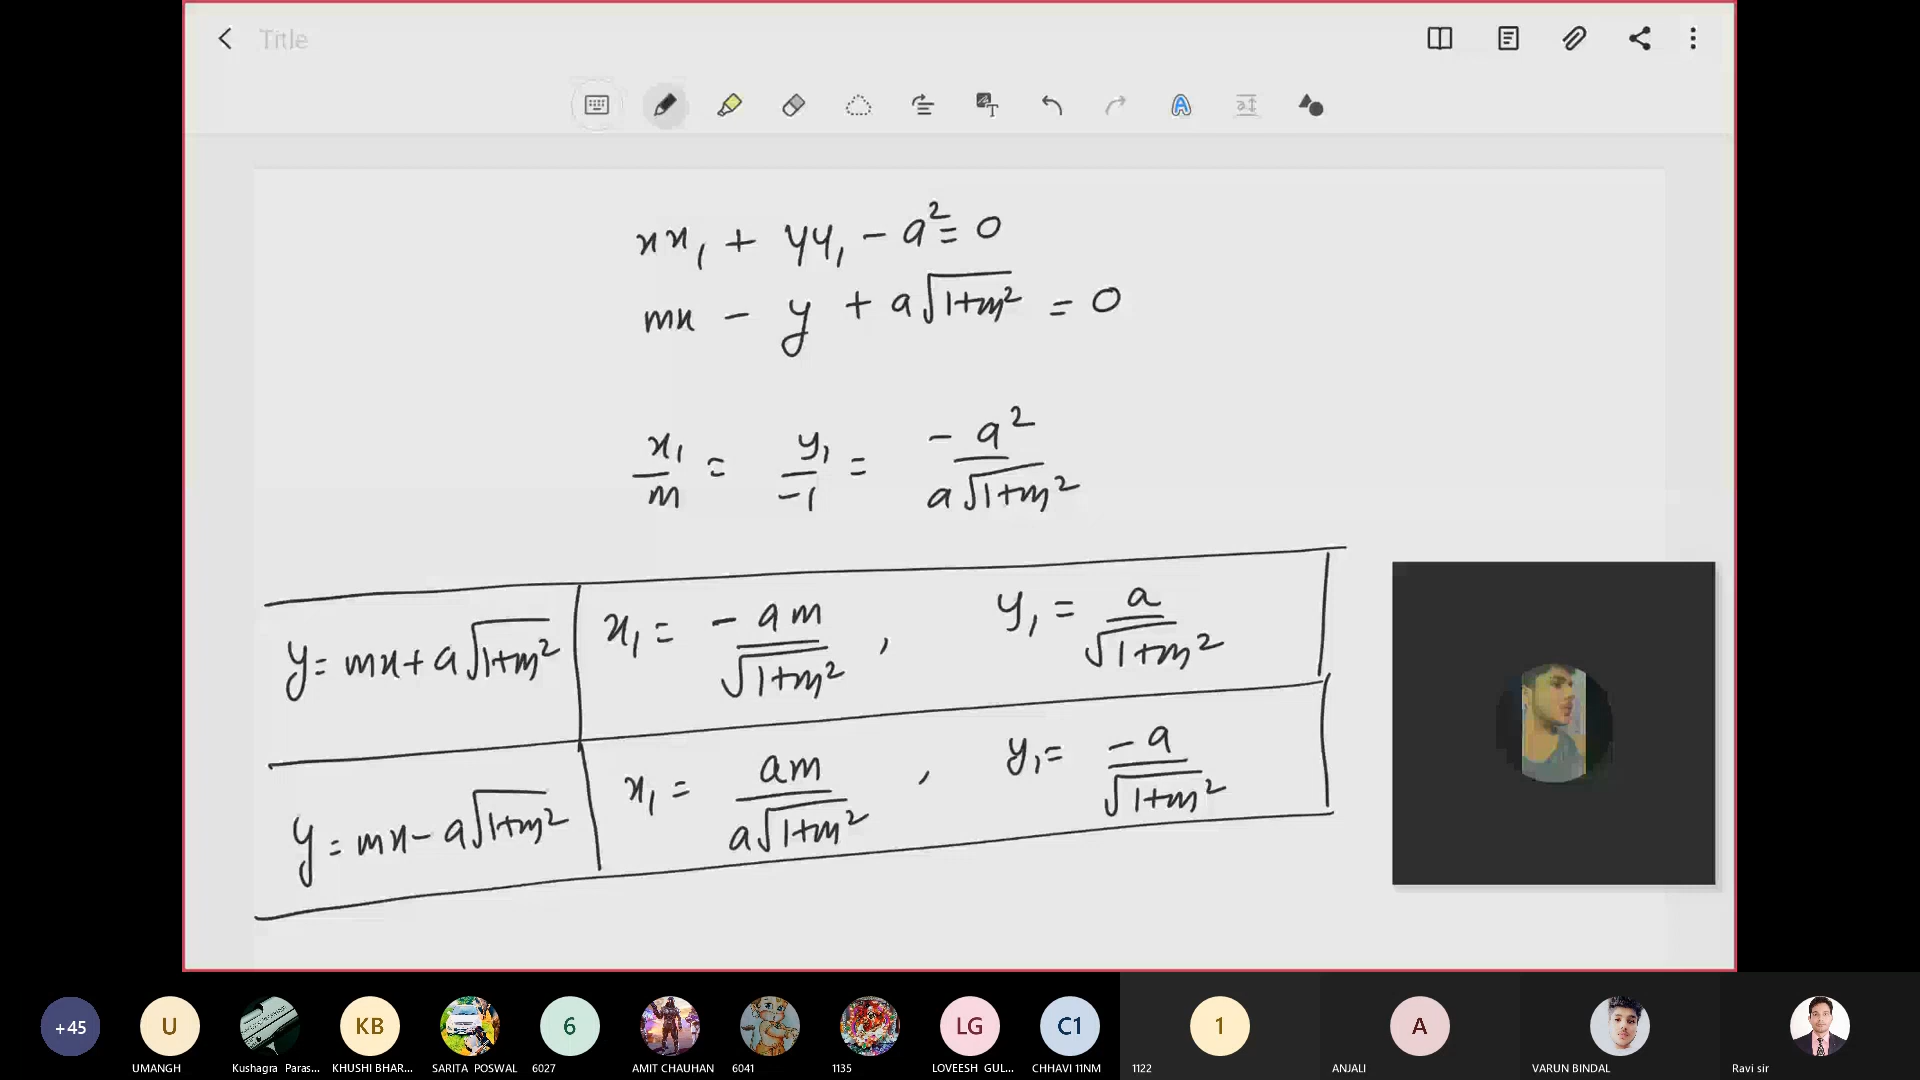 Title
xx₁ + yy₁ - a² = 0
mx - y + a√(1+m²) = 0
x₁/m = y₁/-1 = -a²/(a√(1+m²))
y = mx + a√(1+m²) | x₁ = -am/√(1+m²) , y₁ = a/√(1+m²)
y = mx - a√(1+m²) | x₁ = am/(a√(1+m²)) , y₁ = -a/√(1+m²)
+45 U KB 6 LG C1 1 A
UMANGH Kushagra Paras... KHUSHI BHAR... SARITA POSWAL 6027 AMIT CHAUHAN 6041 1135 LOVEESH GUL... CHHAVI 11NM 1122 ANJALI VARUN BINDAL Ravi sir